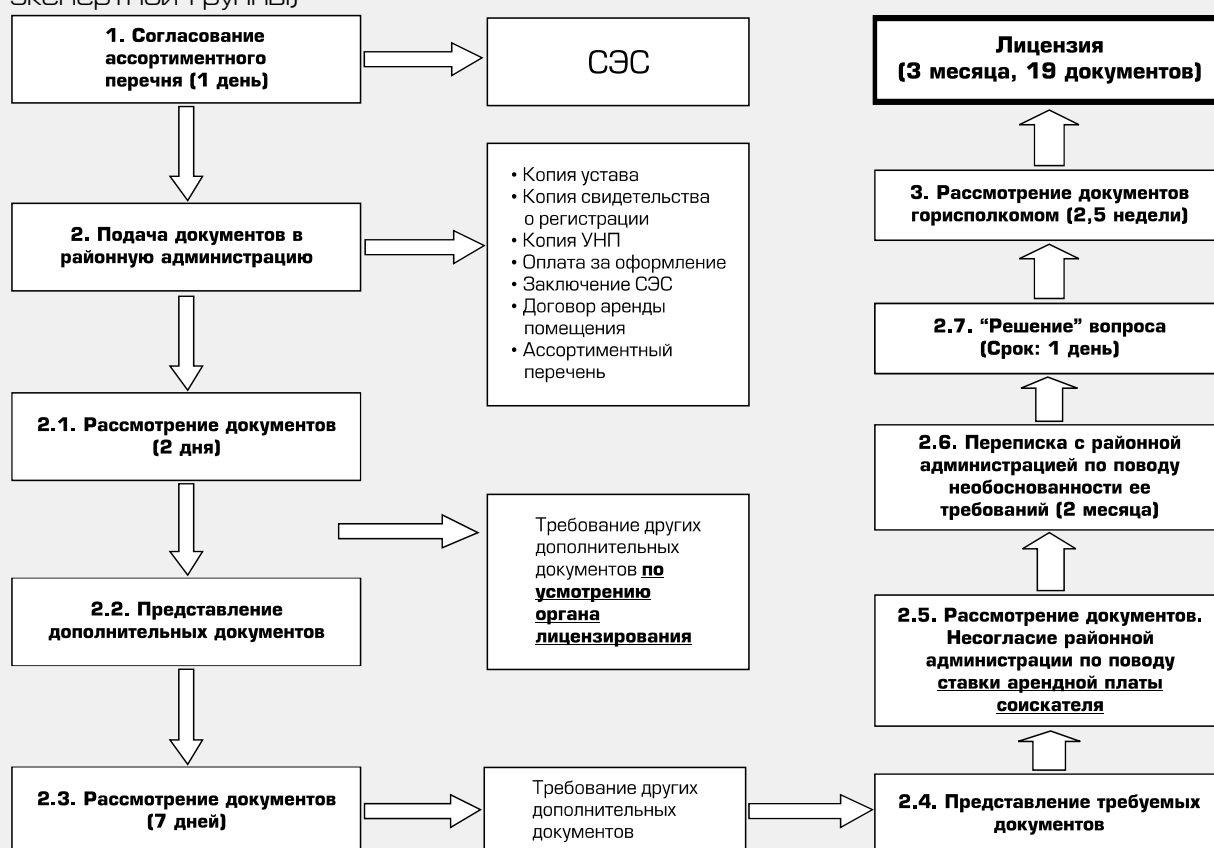 экспертной группы)
1. Согласование
ассортиментного
перечня (1 день)
СЭС
2. Подача документов в
районную администрацию
• Копия устава
• Копия свидетельства
о регистрации
• Копия УНП
• Оплата за оформление
• Заключение СЭС
• Договор аренды
помещения
• Ассортиментный
перечень
2.1. Рассмотрение документов
(2 дня)
Требование других
дополнительных
документов по
усмотрению
органа
лицензирования
2.2. Представление
дополнительных документов
2.3. Рассмотрение документов
(7 дней)
Требование других
дополнительных
документов
2.4. Представление требуемых
документов
2.5. Рассмотрение документов.
Несогласие районной
администрации по поводу
ставки арендной платы
соискателя
2.6. Переписка с районной
администрацией по поводу
необоснованности ее
требований (2 месяца)
2.7. “Решение” вопроса
(Срок: 1 день)
3. Рассмотрение документов
горисполкомом (2,5 недели)
Лицензия
(3 месяца, 19 документов)